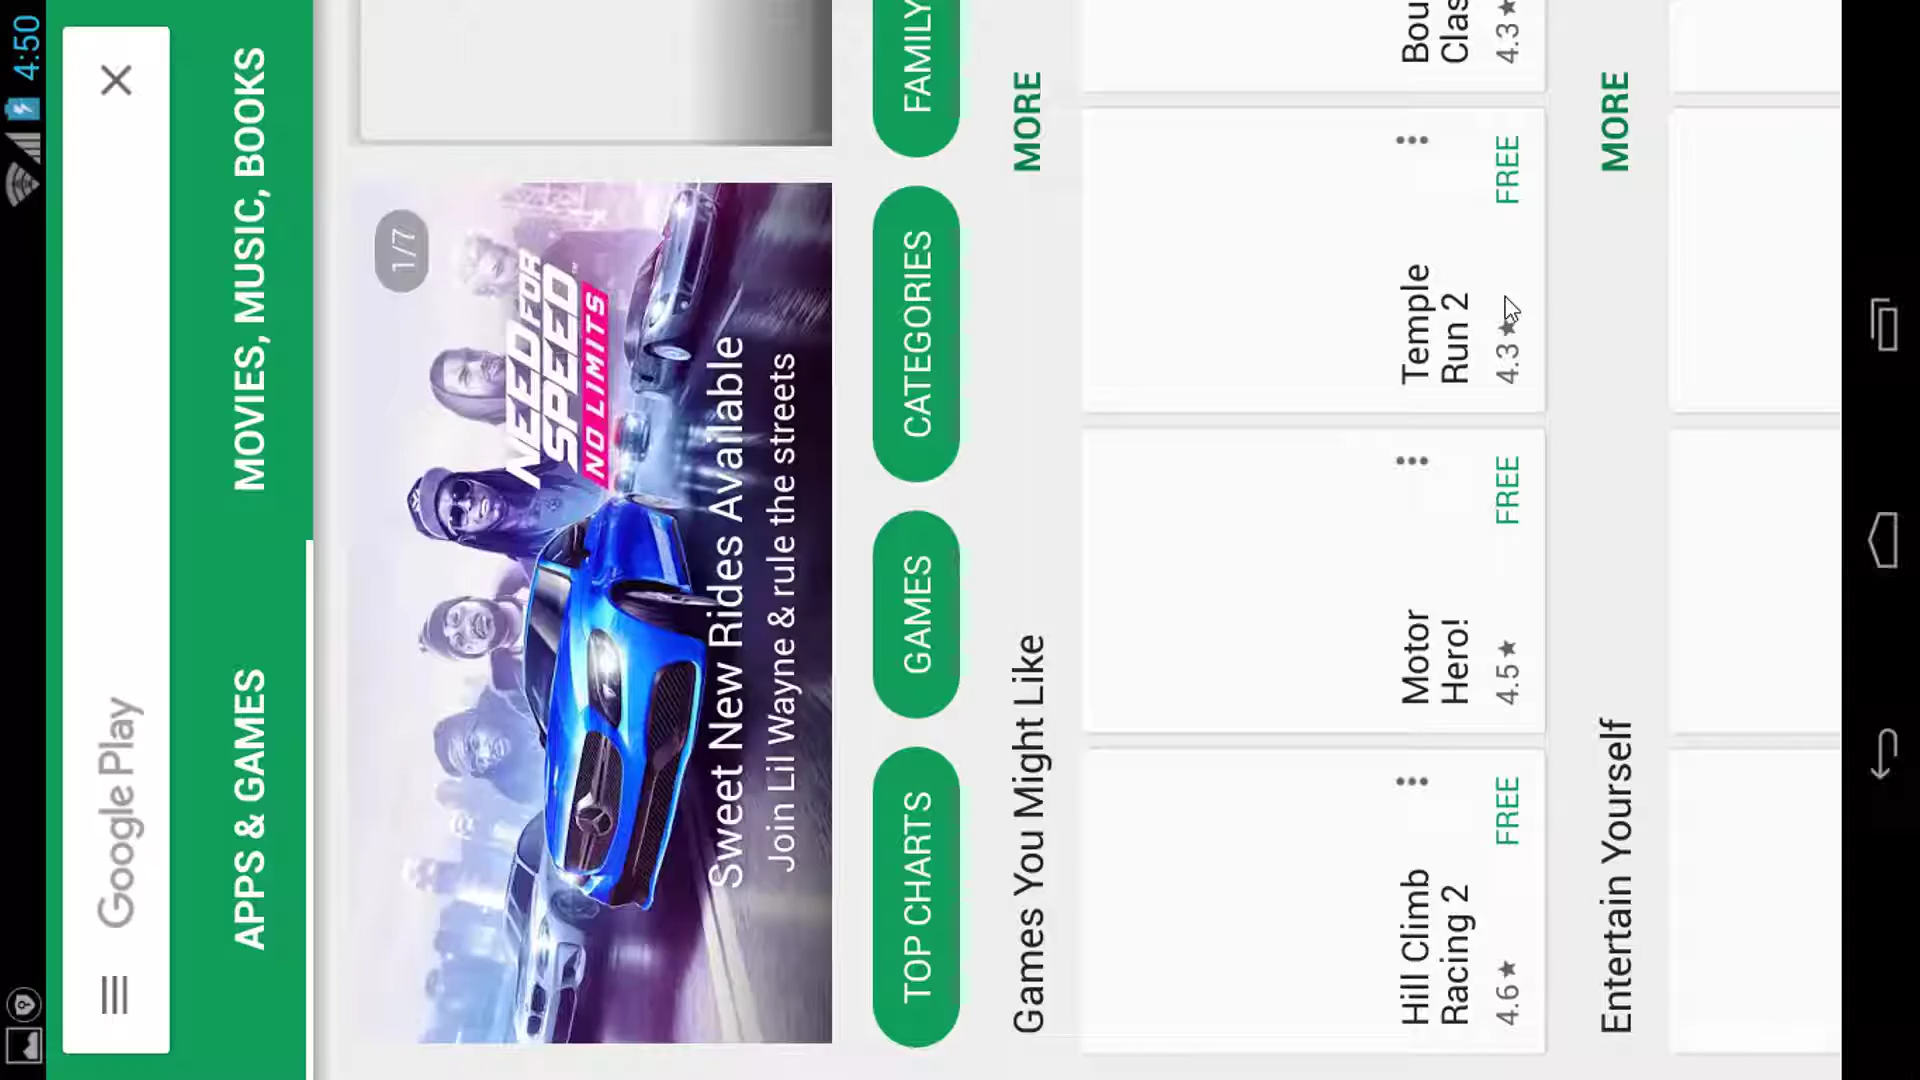 4:50
Google Play
APPS & GAMES
MOVIES, MUSIC, BOOKS
1/7
NEED FOR
SPEED
NO LIMITS
Sweet New Rides Available
Join Lil Wayne & rule the streets
TOP CHARTS
GAMES
CATEGORIES
FAMILY
Games You Might Like
MORE
Hill Climb
Racing 2
4.6★
FREE
Motor
Hero!
4.5★
FREE
Temple
Run 2
4.3★
FREE
Bou
Clas
4.3★
Entertain Yourself
MORE